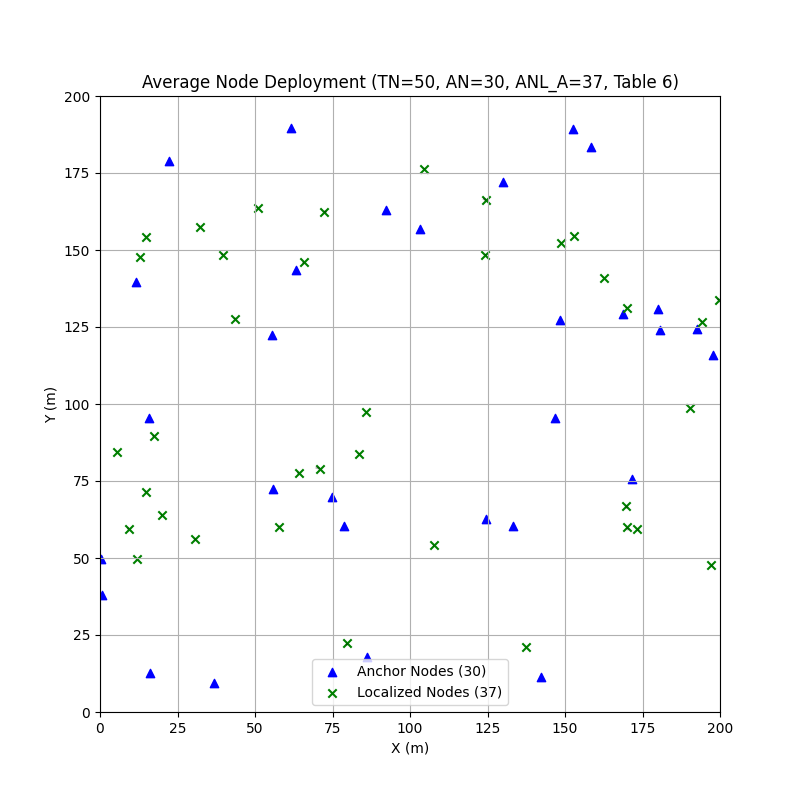 Average Node Deployment (TN=50, AN=30, ANL_A=37, Table 6)
200
175
150
125
100
75
50
25
0
Y (m)
Anchor Nodes (30)
Localized Nodes (37)
0 25 50 75 100 125 150 175 200
X (m)